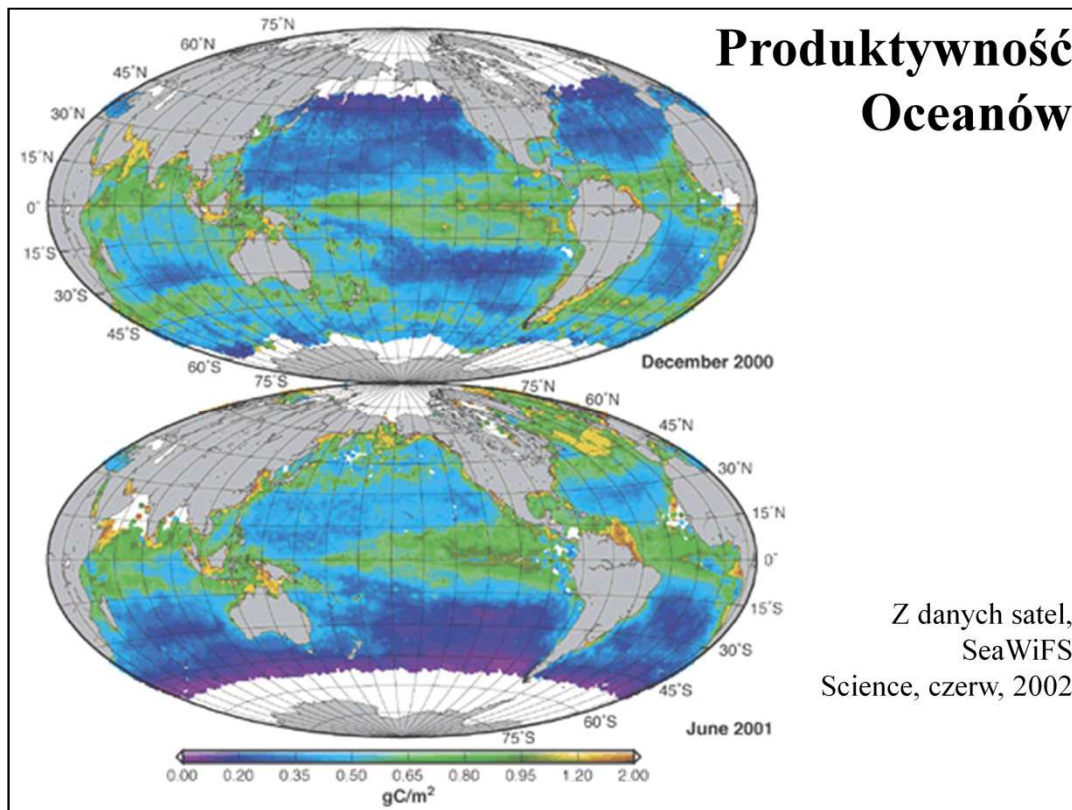 Produktywność
Oceanów
75°N
60°N
45°N
30°N
15°N
0°
15°S
30°S
45°S
60°S
75°S
December 2000
75°N
60°N
45°N
30°N
15°N
0°
15°S
30°S
45°S
60°S
75°S
June 2001
Z danych satel,
SeaWiFS
Science, czerw, 2002
0.00 0.20 0.35 0.50 0.65 0.80 0.95 1.20 2.00
gC/m²